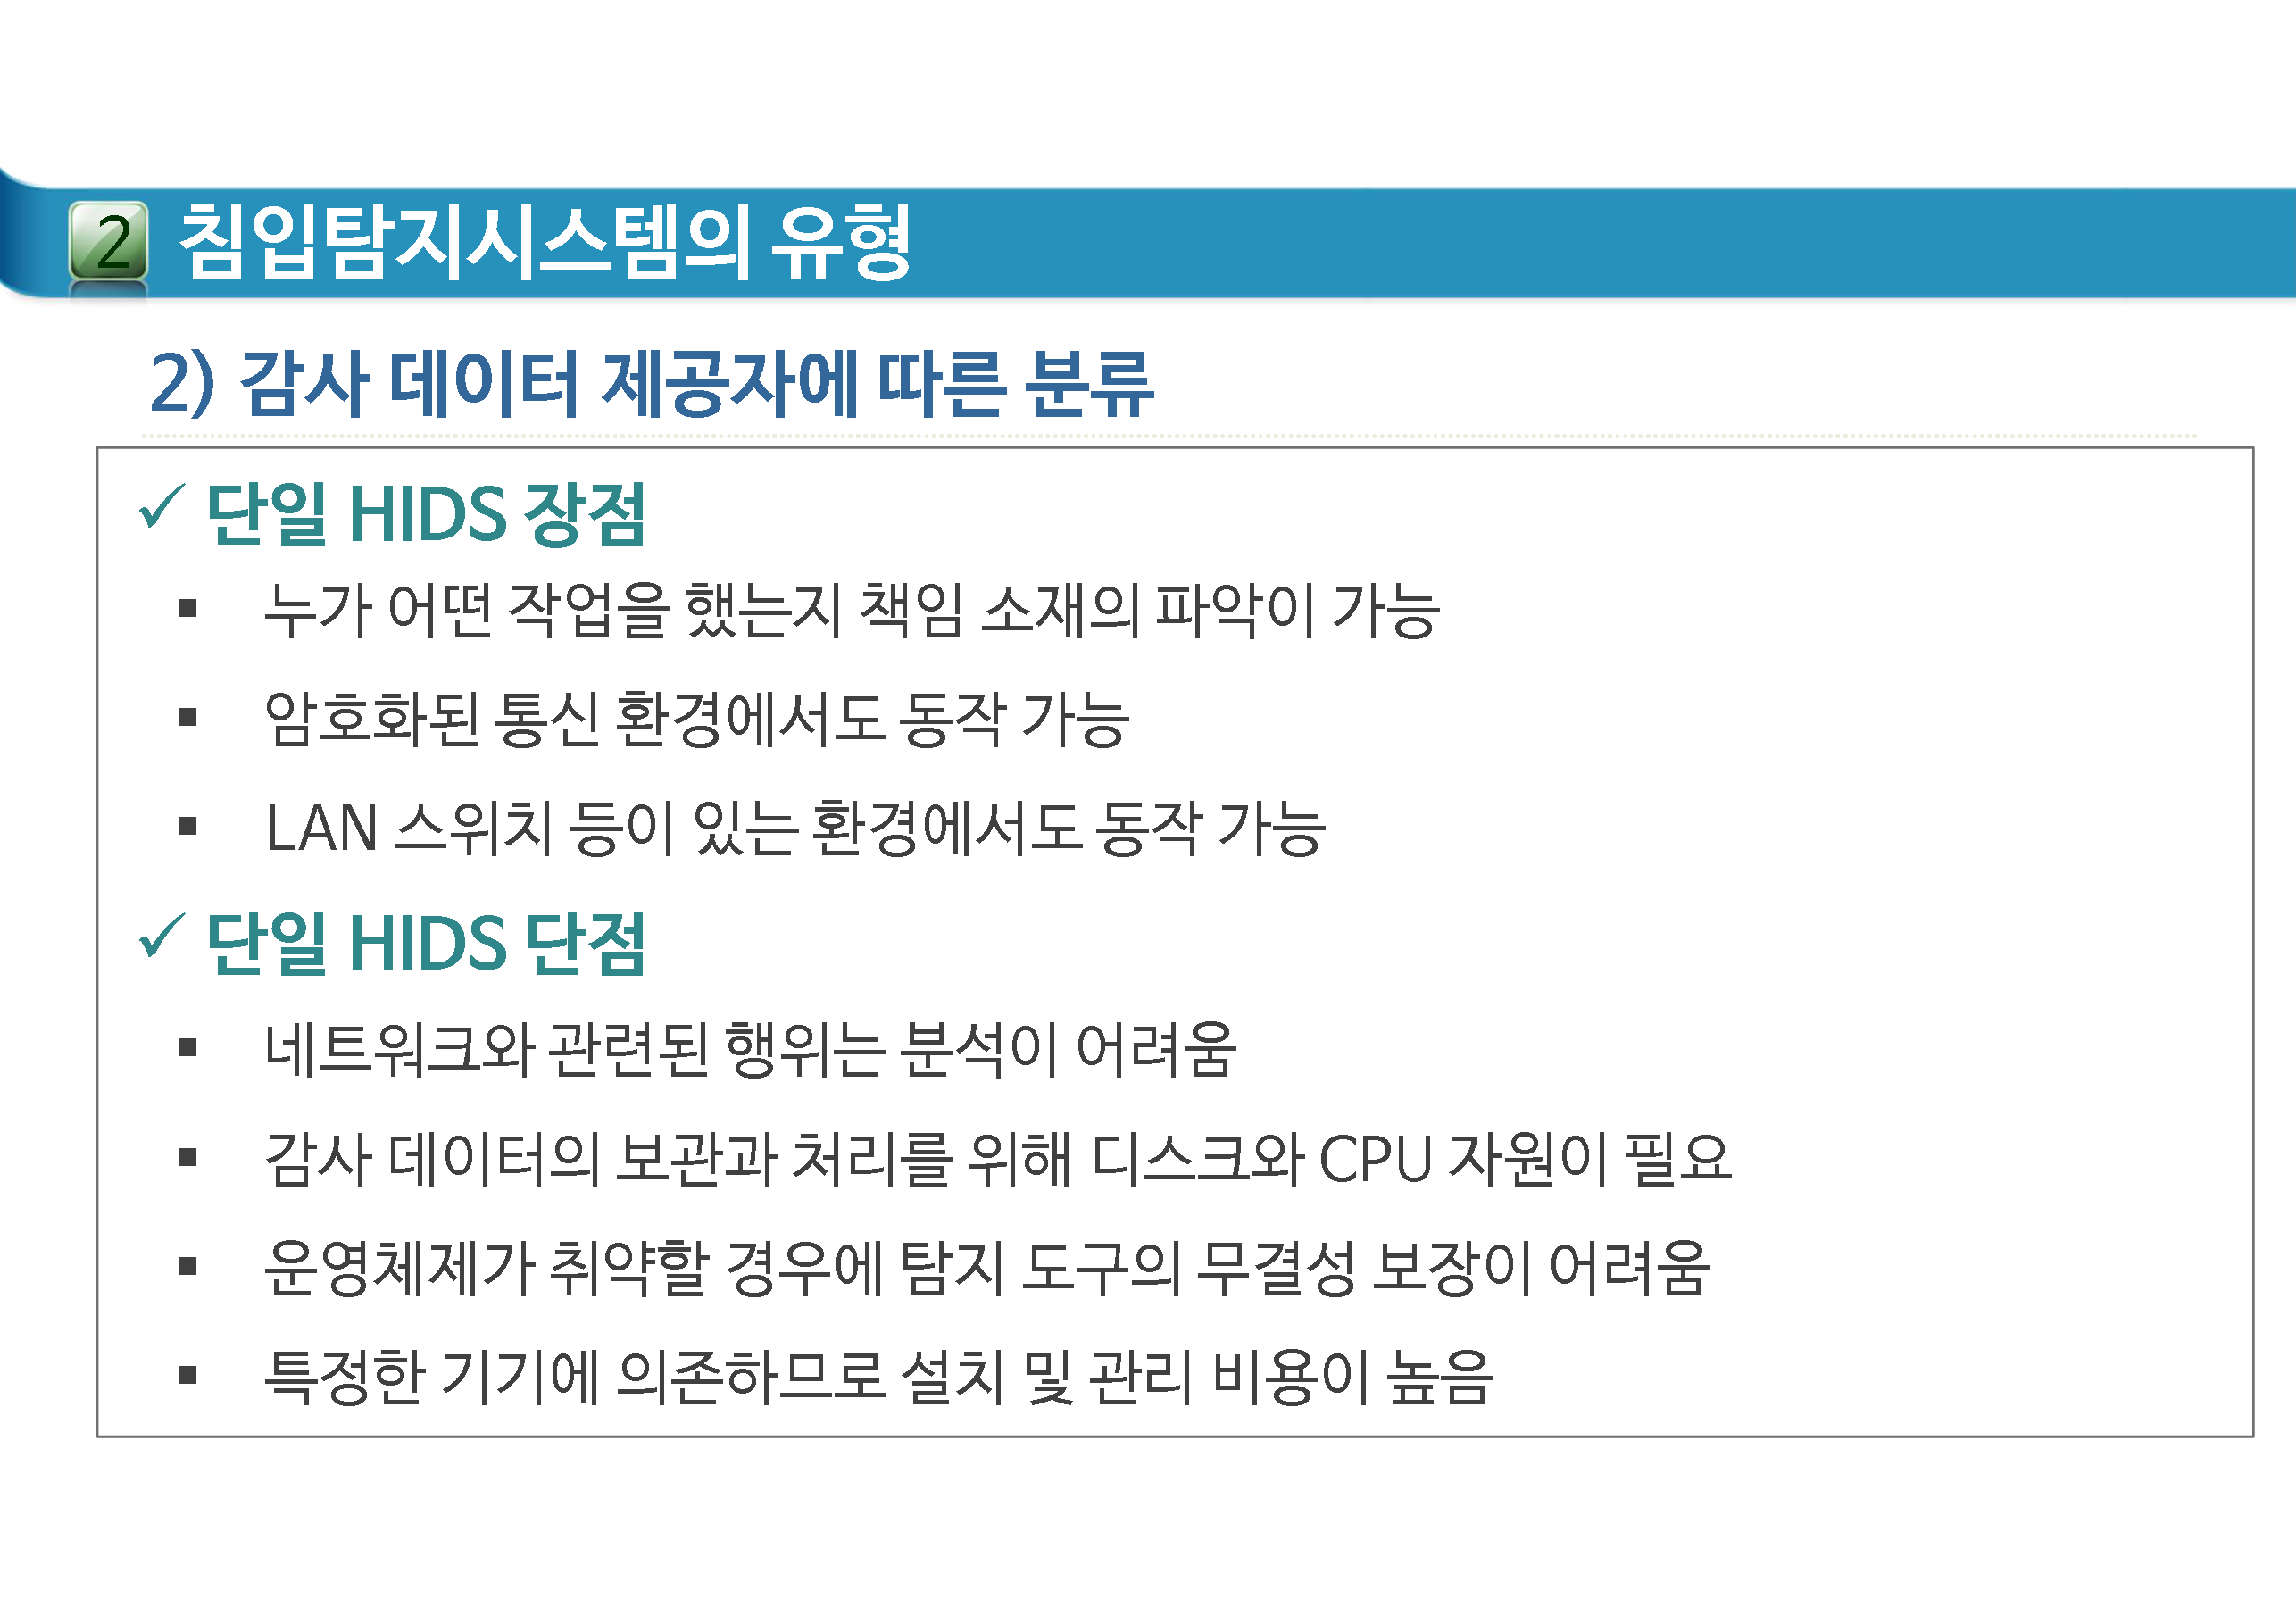 2 침입탐지시스템의 유형
2) 감사 데이터 제공자에 따른 분류
✓ 단일 HIDS 장점
▪ 누가 어떤 작업을 했는지 책임 소재의 파악이 가능
▪ 암호화된 통신 환경에서도 동작 가능
▪ LAN 스위치 등이 있는 환경에서도 동작 가능
✓ 단일 HIDS 단점
▪ 네트워크와 관련된 행위는 분석이 어려움
▪ 감사 데이터의 보관과 처리를 위해 디스크와 CPU 자원이 필요
▪ 운영체제가 취약할 경우에 탐지 도구의 무결성 보장이 어려움
▪ 특정한 기기에 의존하므로 설치 및 관리 비용이 높음